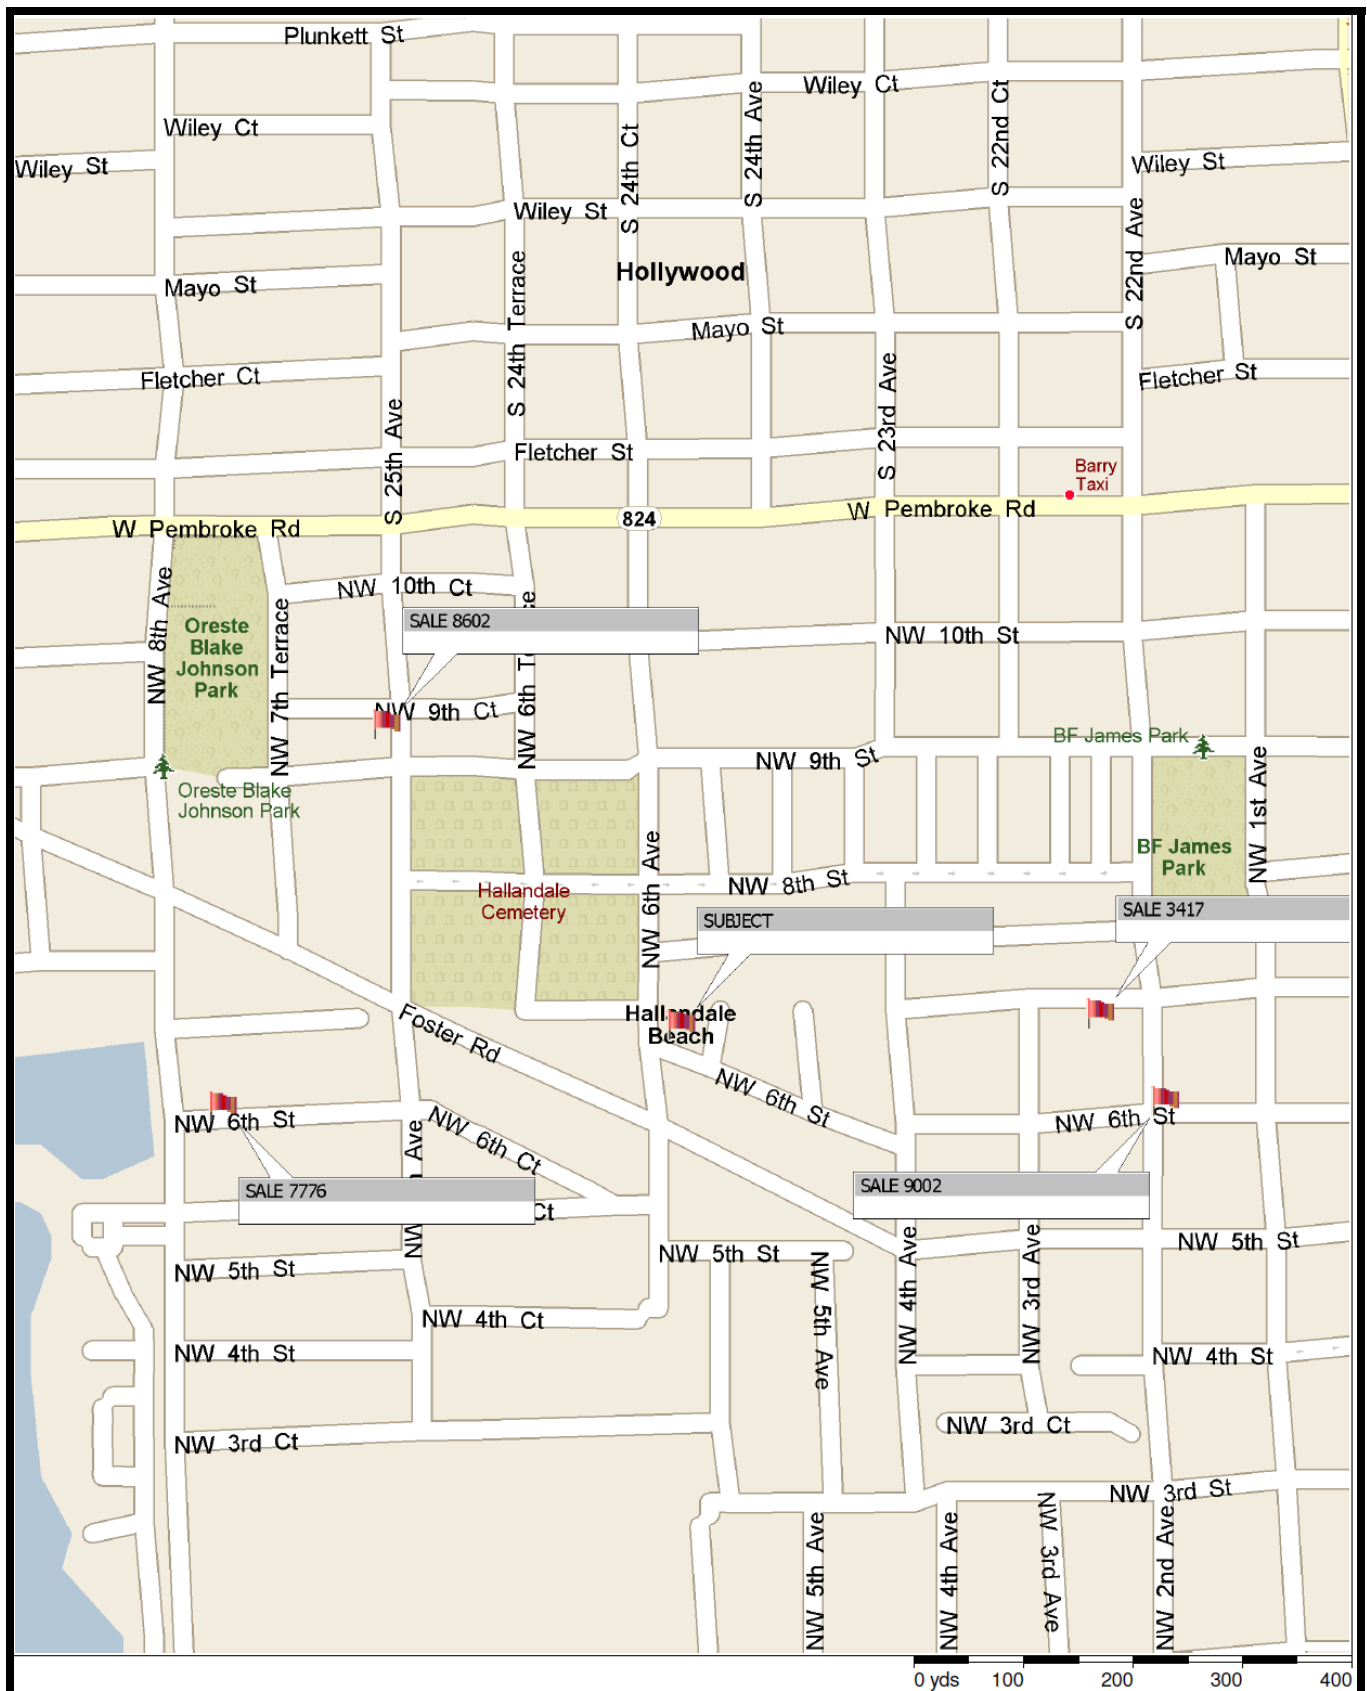 Plunkett St
Wiley Ct
Wiley Ct
Wiley St
Wiley St
Wiley St
S 24th Ct
S 24th Ave
S 22nd Ct
S 22nd Ave
Hollywood
Mayo St
Mayo St
Mayo St
S 24th Terrace
Fletcher Ct
Fletcher St
Fletcher St
S 25th Ave
S 23rd Ave
Barry
Taxi
W Pembroke Rd
824
W Pembroke Rd
NW 8th Ave
NW 10th Ct
NW 7th Terrace
Oreste
Blake
Johnson
Park
SALE 8602
NW 10th St
NW 6th
NW 9th Ct
BF James Park
NW 9th St
Oreste Blake
Johnson Park
NW 1st Ave
BF James
Park
NW 6th Ave
NW 8th St
Hallandale
Cemetery
SUBJECT
SALE 3417
Hallandale
Beach
Foster Rd
NW 6th St
NW 6th St
NW 6th St
NW 6th Ct
NW
Ave
SALE 7776
Ct
SALE 9002
NW 5th St
NW 5th St
NW 5th St
NW 5th Ave
NW 4th Ave
NW 3rd Ave
NW 4th Ct
NW 4th St
NW 4th St
NW 3rd Ct
NW 3rd Ct
NW 3rd St
NW 5th Ave
NW 4th Ave
NW 3rd Ave
NW 2nd Ave
0 yds 100 200 300 400